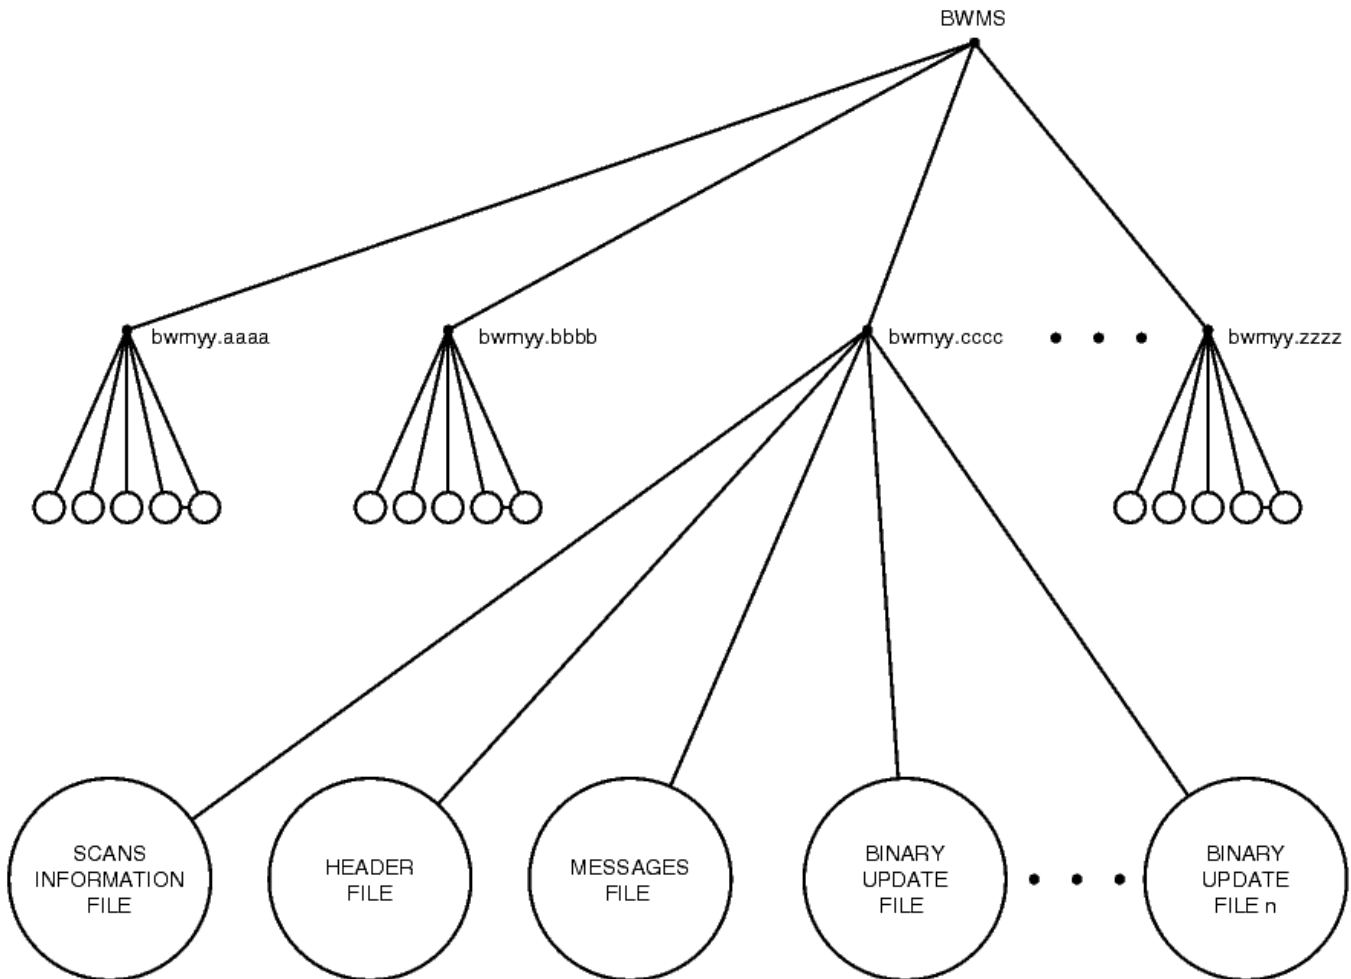 BWMS
bwmyy.aaaa
bwmyy.bbbb
bwmyy.cccc
bwmyy.zzzz
SCANS
INFORMATION
FILE
HEADER
FILE
MESSAGES
FILE
BINARY
UPDATE
FILE
BINARY
UPDATE
FILE n